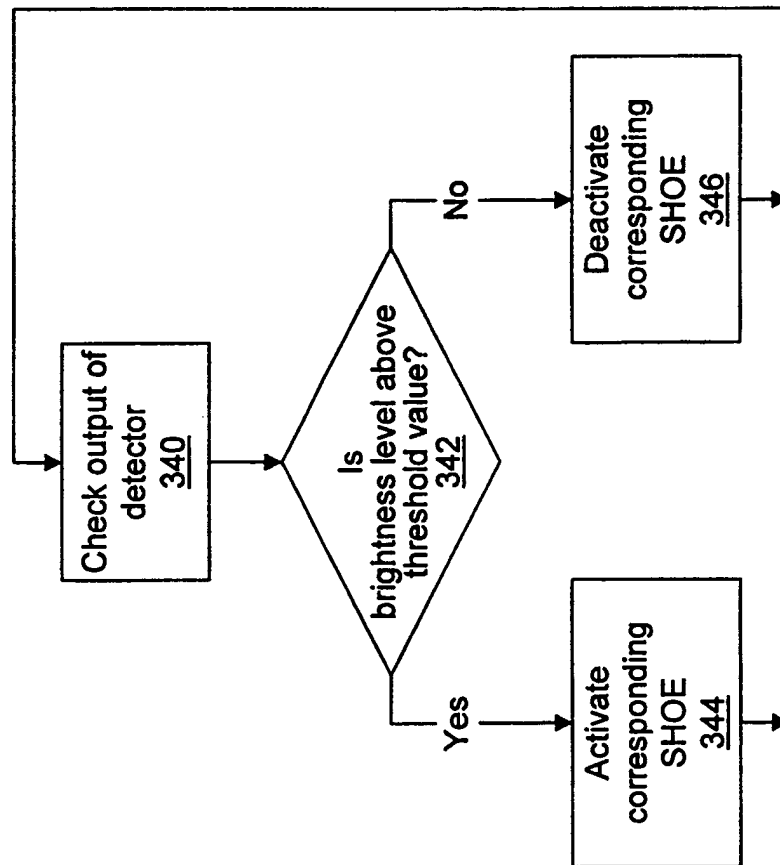 Check output of
detector
340
Is
brightness level above
threshold value?
342
Yes
No
Activate
corresponding
SHOE
344
Deactivate
corresponding
SHOE
346